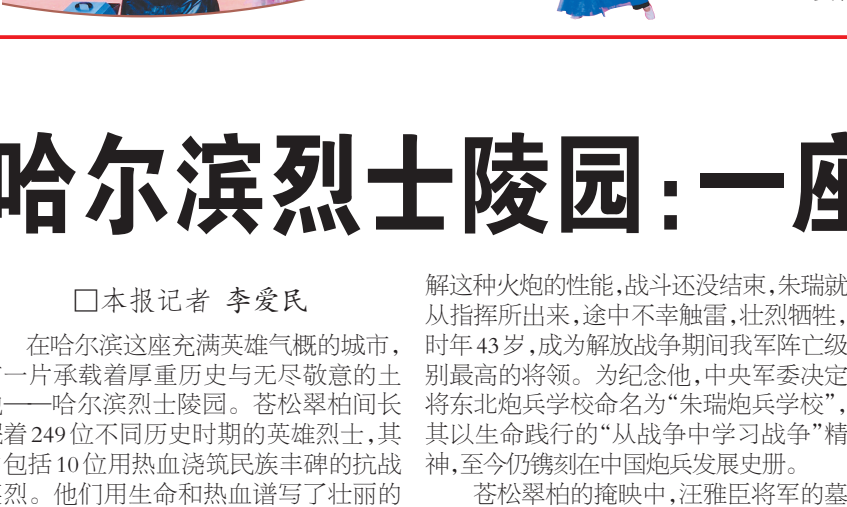 哈尔滨烈士陵园：一座
□本报记者 李爱民
在哈尔滨这座充满英雄气概的城市，
一片承载着厚重历史与无尽敬意的土
——哈尔滨烈士陵园。苍松翠柏间长
着249位不同历史时期的英雄烈士，其
包括10位用热血浇筑民族丰碑的抗战
烈。他们用生命和热血谱写了壮丽的
解这种火炮的性能，战斗还没结束，朱瑞就
从指挥所出来，途中不幸触雷，壮烈牺牲，
时年43岁，成为解放战争期间我军阵亡级
别最高的将领。为纪念他，中央军委决定
将东北炮兵学校命名为“朱瑞炮兵学校”，
其以生命践行的“从战争中学习战争”精
神，至今仍镌刻在中国炮兵发展史册。
苍松翠柏的掩映中，汪雅臣将军的墓